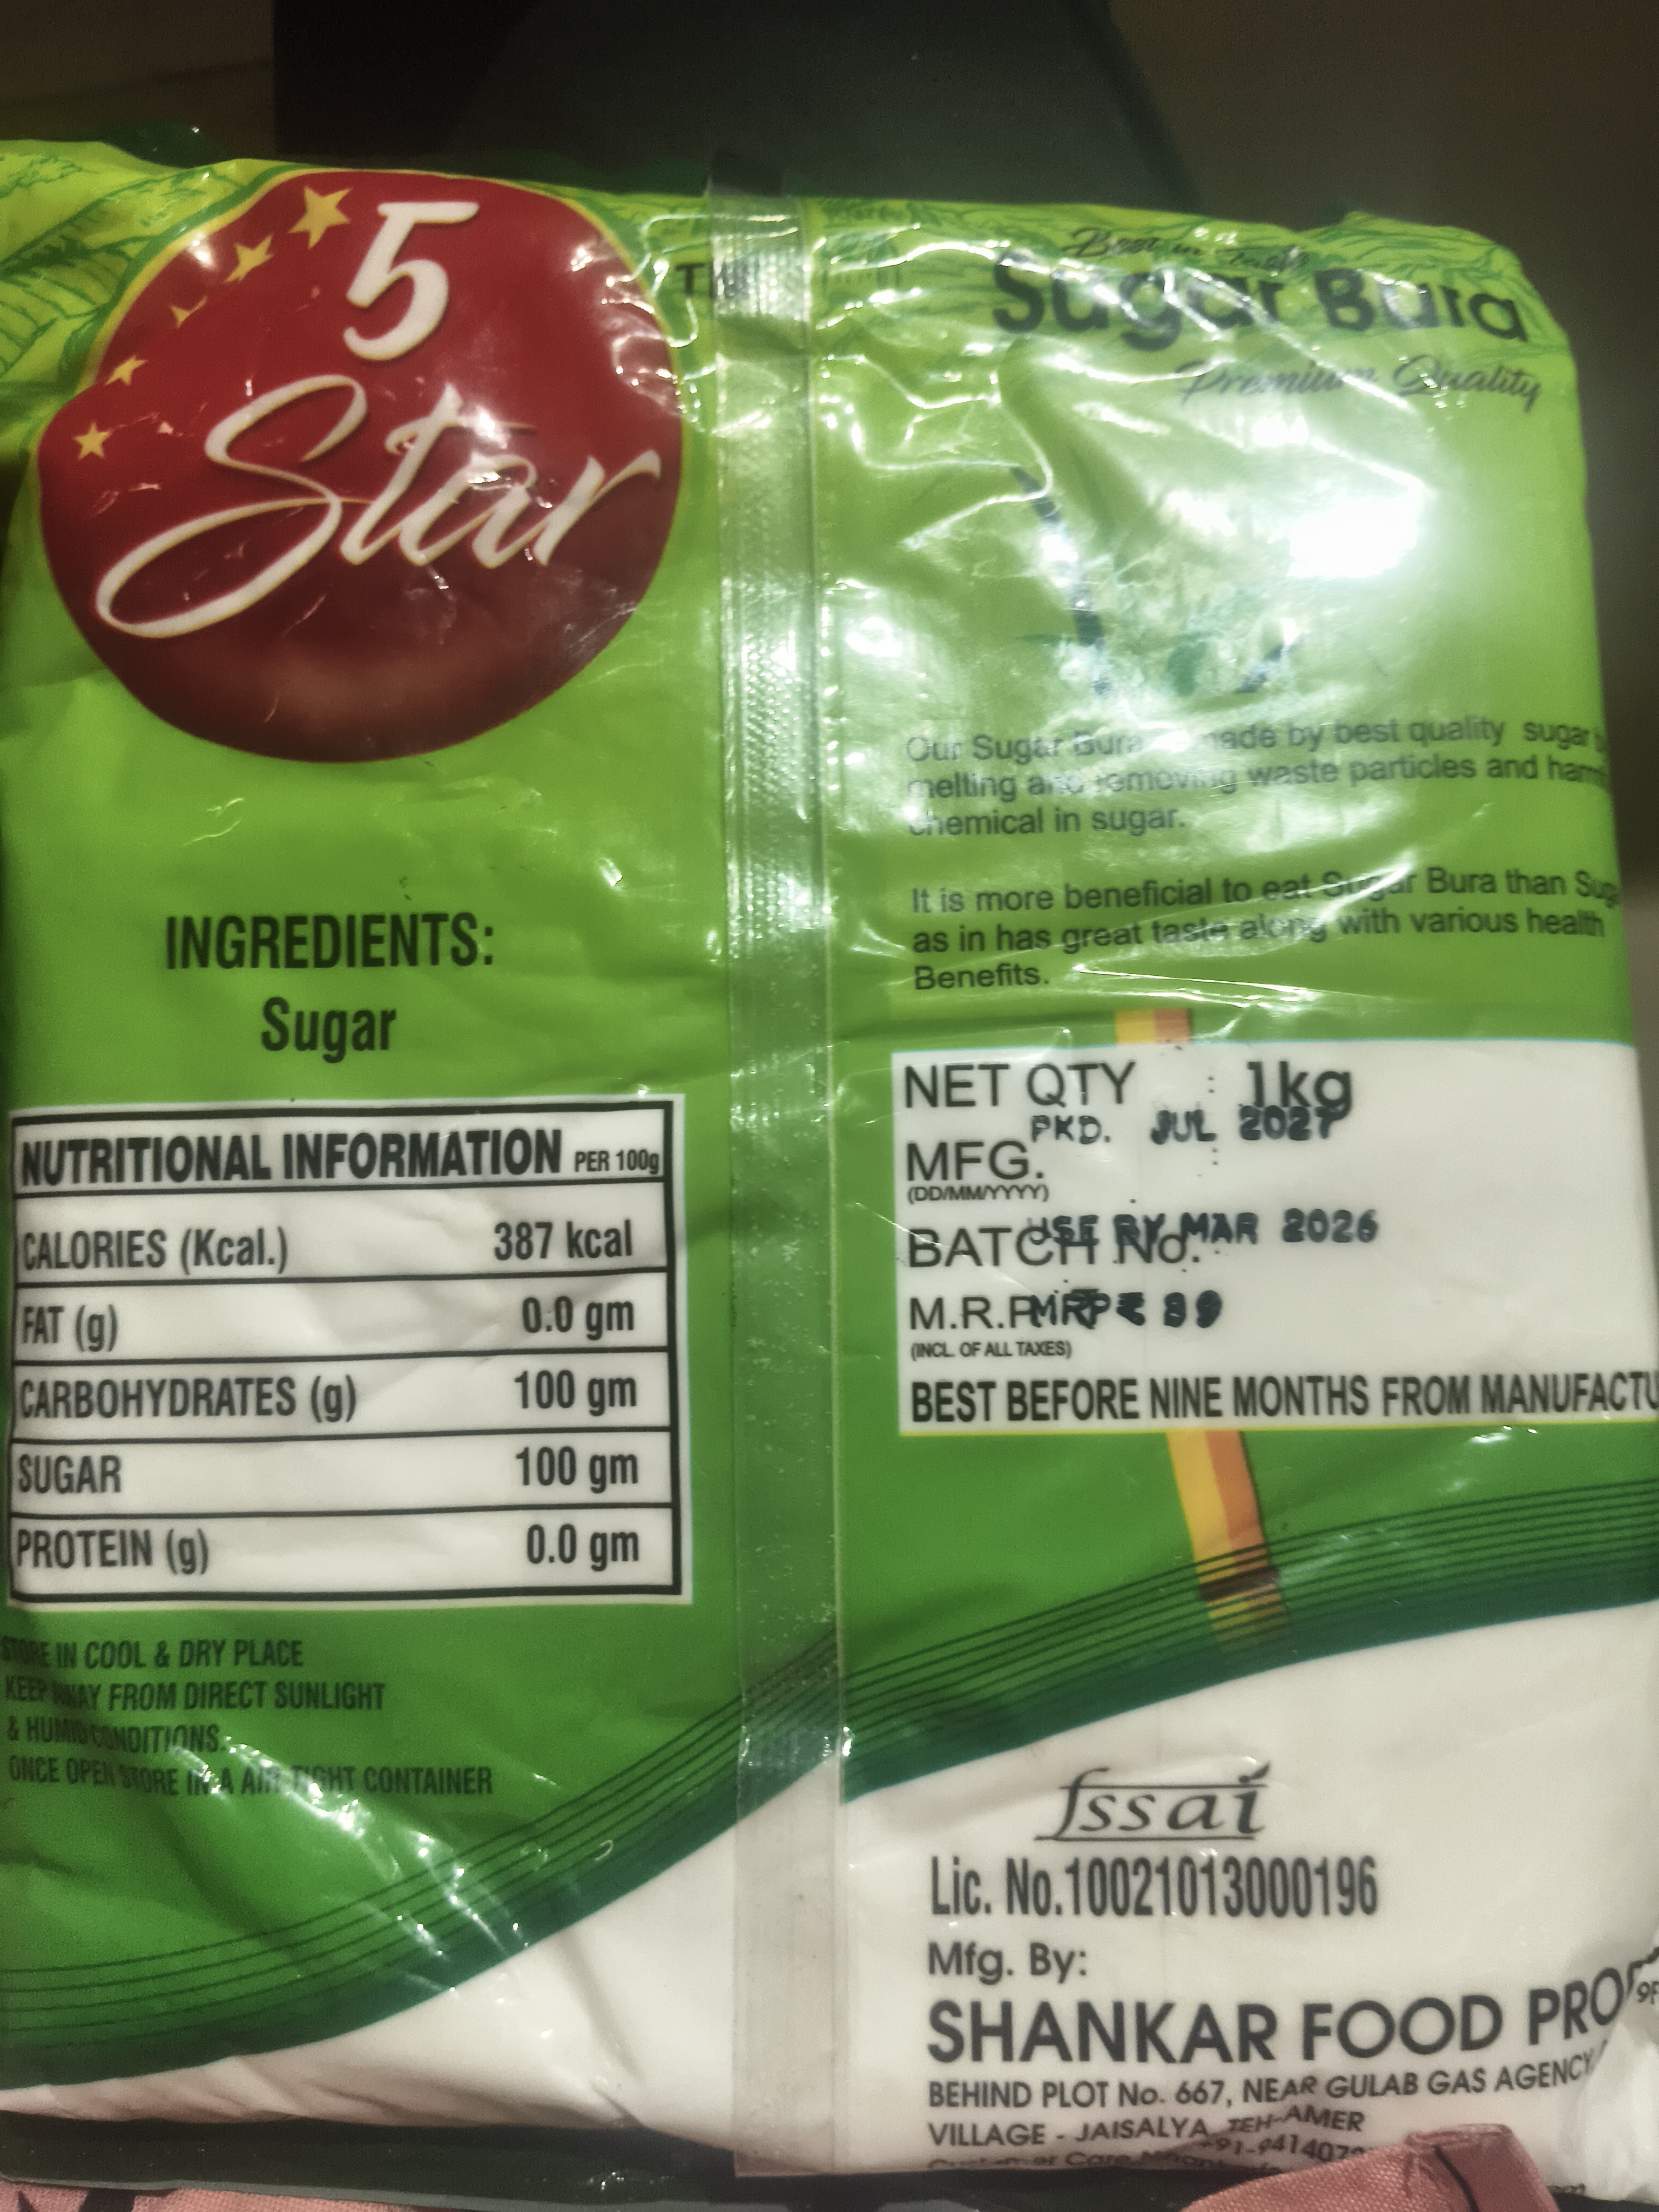 5
Star
INGREDIENTS:
Sugar
NUTRITIONAL INFORMATION PER 100g
CALORIES (Kcal.) 387 kcal
FAT (g) 0.0 gm
CARBOHYDRATES (g) 100 gm
SUGAR 100 gm
PROTEIN (g) 0.0 gm
STORE IN COOL & DRY PLACE
KEEP AWAY FROM DIRECT SUNLIGHT
& HUMID CONDITIONS.
ONCE OPEN STORE IN A AIR TIGHT CONTAINER
Best in Taste
Sugar Bura
Premium Quality
Our Sugar Bura made by best quality sugar
melting and removing waste particles and
chemical in sugar.
It is more beneficial to eat Sugar Bura than
as in has great taste along with various health
Benefits.
NET QTY : 1kg
PKD. JUL 2027
MFG. :
(DD/MM/YYYY)
USE BY MAR 2026
BATCH No. :
M.R.P. MRP ₹ 89
(INCL. OF ALL TAXES)
BEST BEFORE NINE MONTHS FROM
fssai
Lic. No.10021013000196
Mfg. By:
SHANKAR FOOD
BEHIND PLOT No. 667, NEAR GULAB GAS AGENCY
VILLAGE - JAISALYA, TEH-AMER